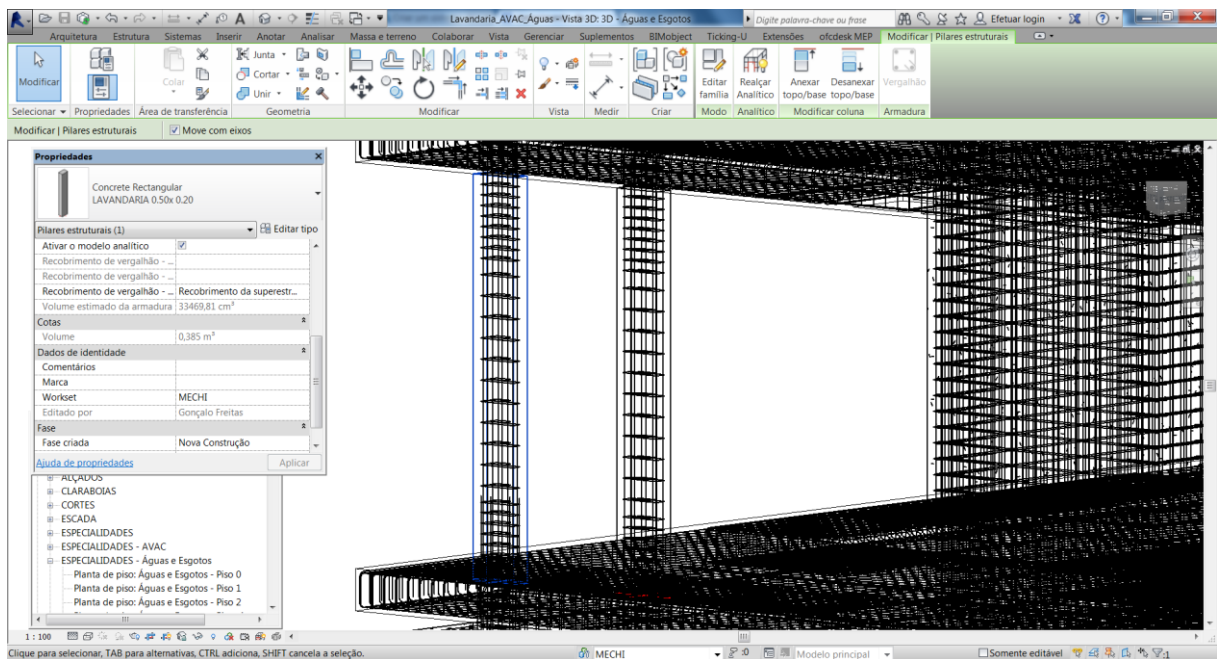 Lavandaria_AVAC_Águas - Vista 3D: 3D - Águas e Esgotos
Digite palavra-chave ou frase
Efetuar login
Arquitetura Estrutura Sistemas Inserir Anotar Analisar Massa e terreno Colaborar Vista Gerenciar Suplementos BIMobject Ticking-U Extensões ofcdesk MEP Modificar | Pilares estruturais
Modificar
Colar
Junta
Cortar
Unir
Editar família
Realçar Analítico
Anexar topo/base
Desanexar topo/base
Vergalhão
Selecionar Propriedades Área de transferência Geometria Modificar Vista Medir Criar Modo Analítico Modificar coluna Armadura
Modificar | Pilares estruturais Move com eixos
Propriedades
Concrete Rectangular
LAVANDARIA 0.50x 0.20
Pilares estruturais (1) Editar tipo
Ativar o modelo analítico
Recobrimento de vergalhão - ...
Recobrimento de vergalhão - ...
Recobrimento de vergalhão - ... Recobrimento da superestr...
Volume estimado da armadura 33469,81 cm³
Cotas
Volume 0,385 m³
Dados de identidade
Comentários
Marca
Workset MECHI
Editado por Gonçalo Freitas
Fase
Fase criada Nova Construção
Ajuda de propriedades Aplicar
ALÇADOS
CLARABOIAS
CORTES
ESCADA
ESPECIALIDADES
ESPECIALIDADES - AVAC
ESPECIALIDADES - Águas e Esgotos
Planta de piso: Águas e Esgotos - Piso 0
Planta de piso: Águas e Esgotos - Piso 1
Planta de piso: Águas e Esgotos - Piso 2
1 : 100
Clique para selecionar, TAB para alternativas, CTRL adiciona, SHIFT cancela a seleção. MECHI :0 Modelo principal Somente editável :1